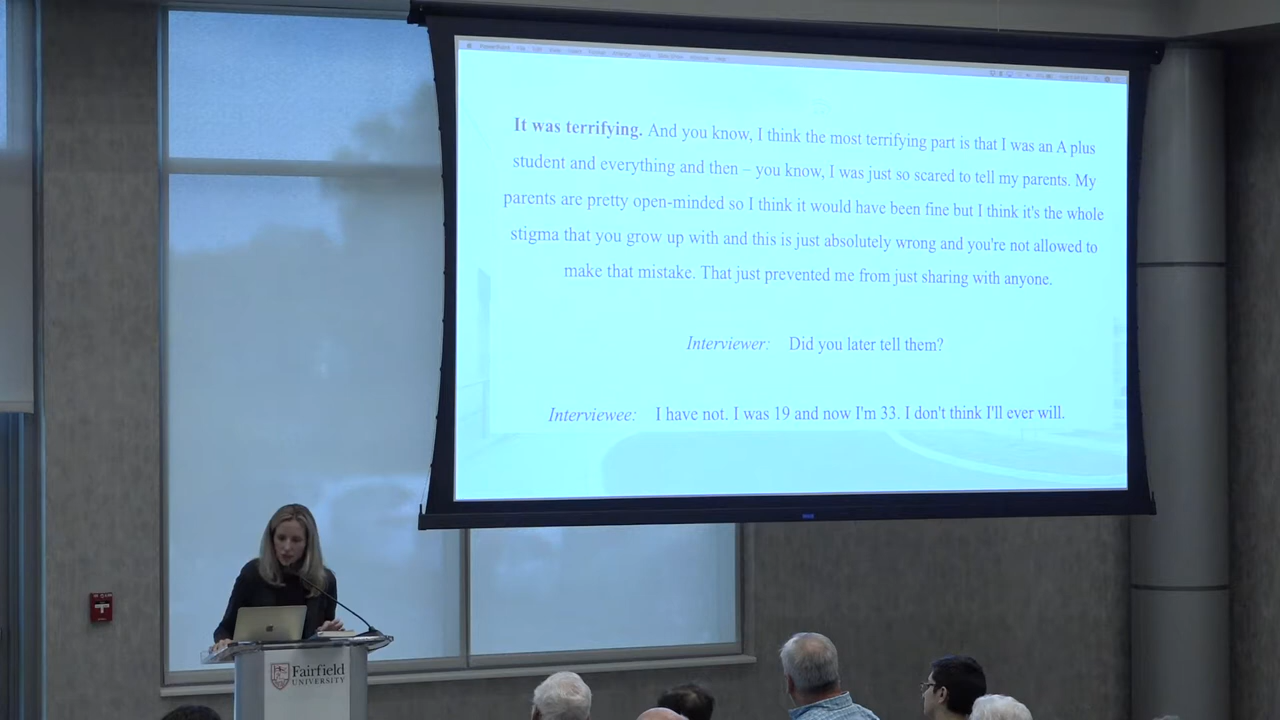 PowerPoint File Edit View
It was terrifying. And you know, I think the most terrifying part is that I was an A plus
student and everything and then – you know, I was just so scared to tell my parents. My
parents are pretty open-minded so I think it would have been fine but I think it's the whole
stigma that you grow up with and this is just absolutely wrong and you're not allowed to
make that mistake. That just prevented me from just sharing with anyone.
Interviewer: Did you later tell them?
Interviewee: I have not. I was 19 and now I'm 33. I don't think I'll ever will.
Fairfield
UNIVERSITY